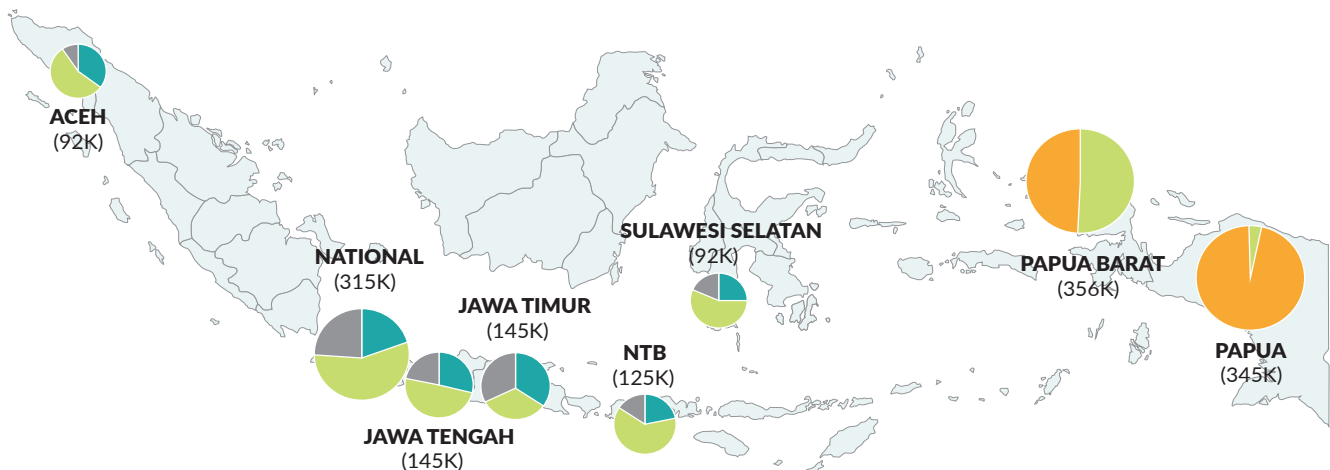 ACEH
(92K)
NATIONAL
(315K)
JAWA TIMUR
(145K)
JAWA TENGAH
(145K)
SULAWESI SELATAN
(92K)
NTB
(125K)
PAPUA BARAT
(356K)
PAPUA
(345K)